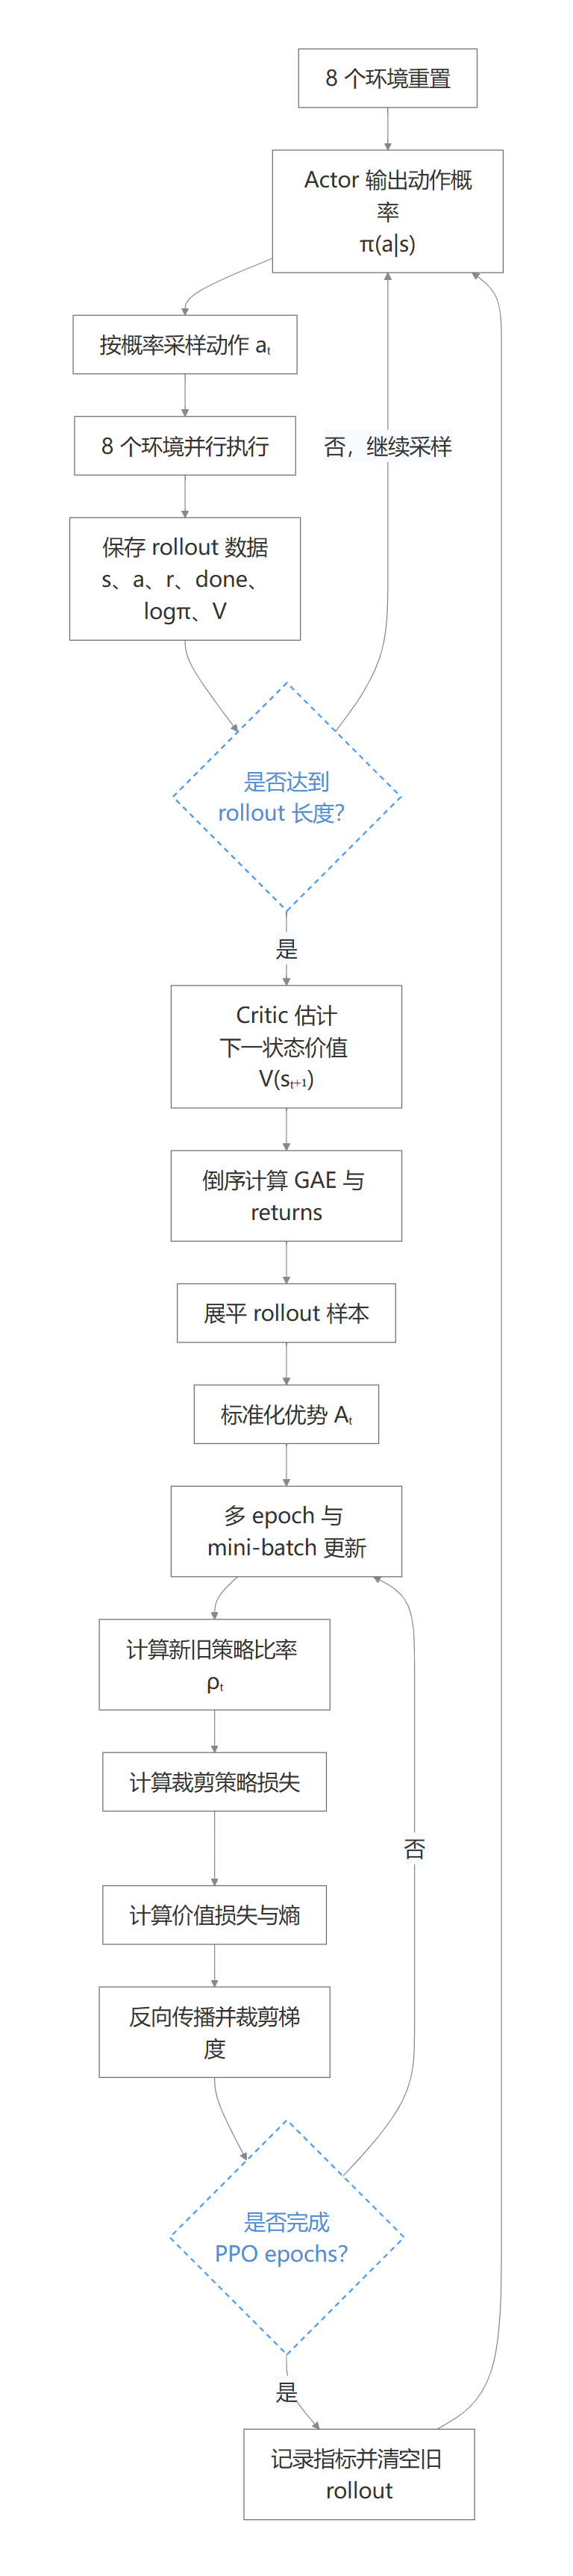 8 个环境重置
Actor 输出动作概
率
π(a|s)
按概率采样动作 aₜ
8 个环境并行执行
否，继续采样
保存 rollout 数据
s、a、r、done、
logπ、V
是否达到
rollout 长度?
是
Critic 估计
下一状态价值
V(sₜ₊₁)
倒序计算 GAE 与
returns
展平 rollout 样本
标准化优势 Aₜ
多 epoch 与
mini-batch 更新
计算新旧策略比率
ρₜ
计算裁剪策略损失
否
计算价值损失与熵
反向传播并裁剪梯
度
是否完成
PPO epochs?
是
记录指标并清空旧
rollout